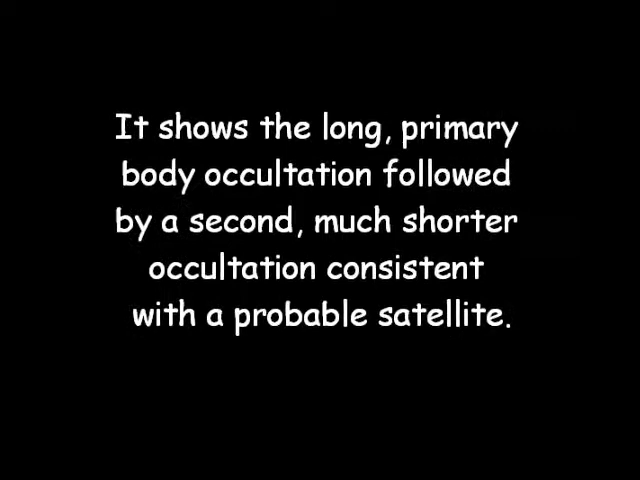 It shows the long, primary
body occultation followed
by a second, much shorter
occultation consistent
with a probable satellite.